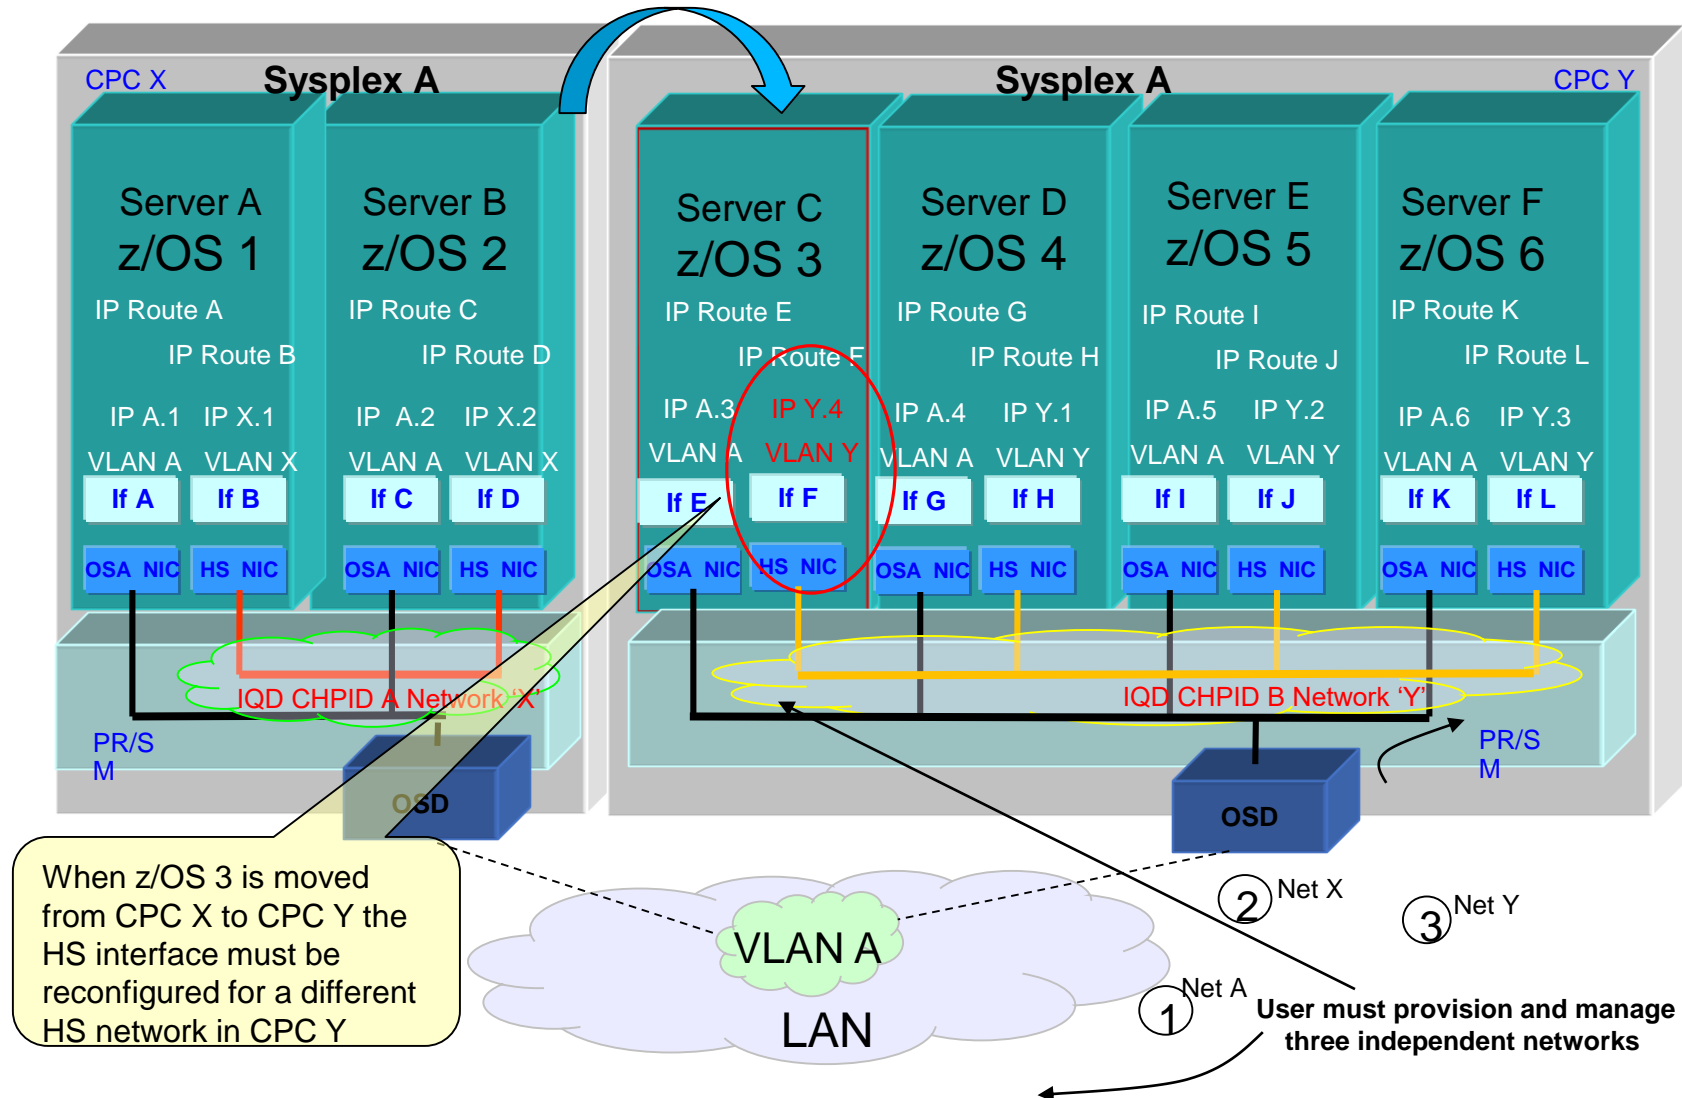 CPC X
Sysplex A
Sysplex A
CPC Y
Server A
z/OS 1
IP Route A
IP Route B
IP A.1 IP X.1
VLAN A VLAN X
If A If B
OSA NIC HS NIC
Server B
z/OS 2
IP Route C
IP Route D
IP A.2 IP X.2
VLAN A VLAN X
If C If D
OSA NIC HS NIC
Server C
z/OS 3
IP Route E
IP Route F
IP A.3 IP Y.4
VLAN A VLAN Y
If E If F
OSA NIC HS NIC
Server D
z/OS 4
IP Route G
IP Route H
IP A.4 IP Y.1
VLAN A VLAN Y
If G If H
OSA NIC HS NIC
Server E
z/OS 5
IP Route I
IP Route J
IP A.5 IP Y.2
VLAN A VLAN Y
If I If J
OSA NIC HS NIC
Server F
z/OS 6
IP Route K
IP Route L
IP A.6 IP Y.3
VLAN A VLAN Y
If K If L
OSA NIC HS NIC
IQD CHPID A Network ‘X’
IQD CHPID B Network ‘Y’
PR/S
M
PR/S
M
OSD
OSD
When z/OS 3 is moved
from CPC X to CPC Y the
HS interface must be
reconfigured for a different
HS network in CPC Y
VLAN A
LAN
2 Net X
3 Net Y
1 Net A
User must provision and manage
three independent networks